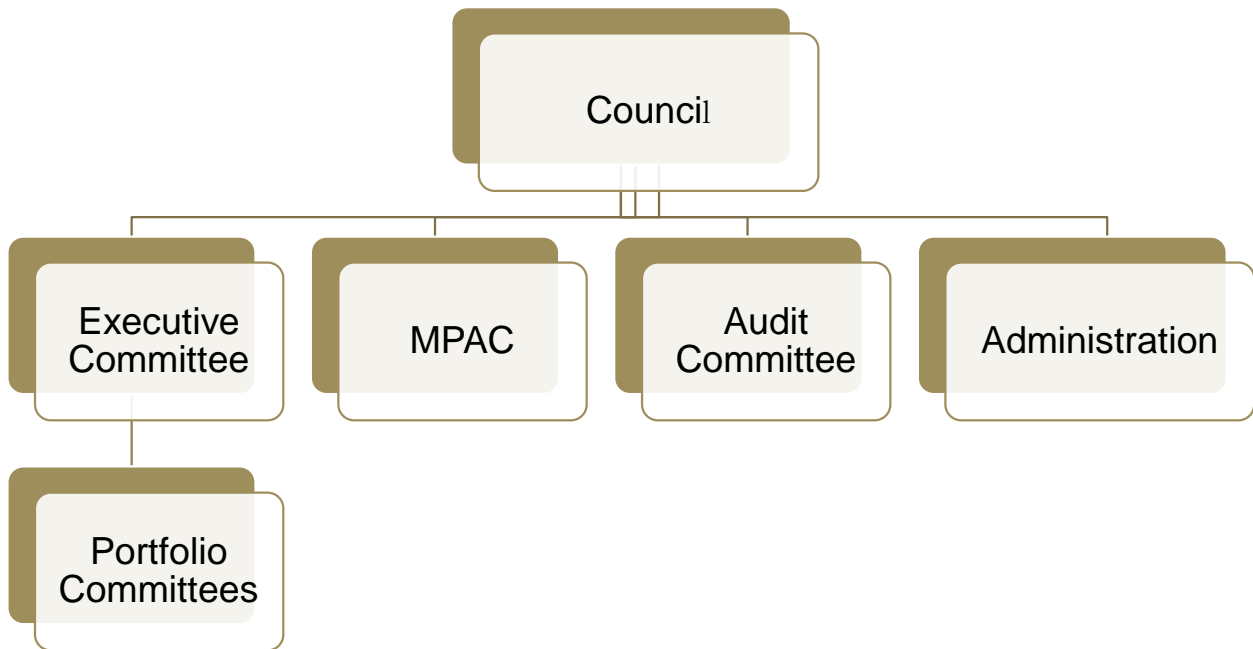 Council
Executive
Committee
MPAC
Audit
Committee
Administration
Portfolio
Committees